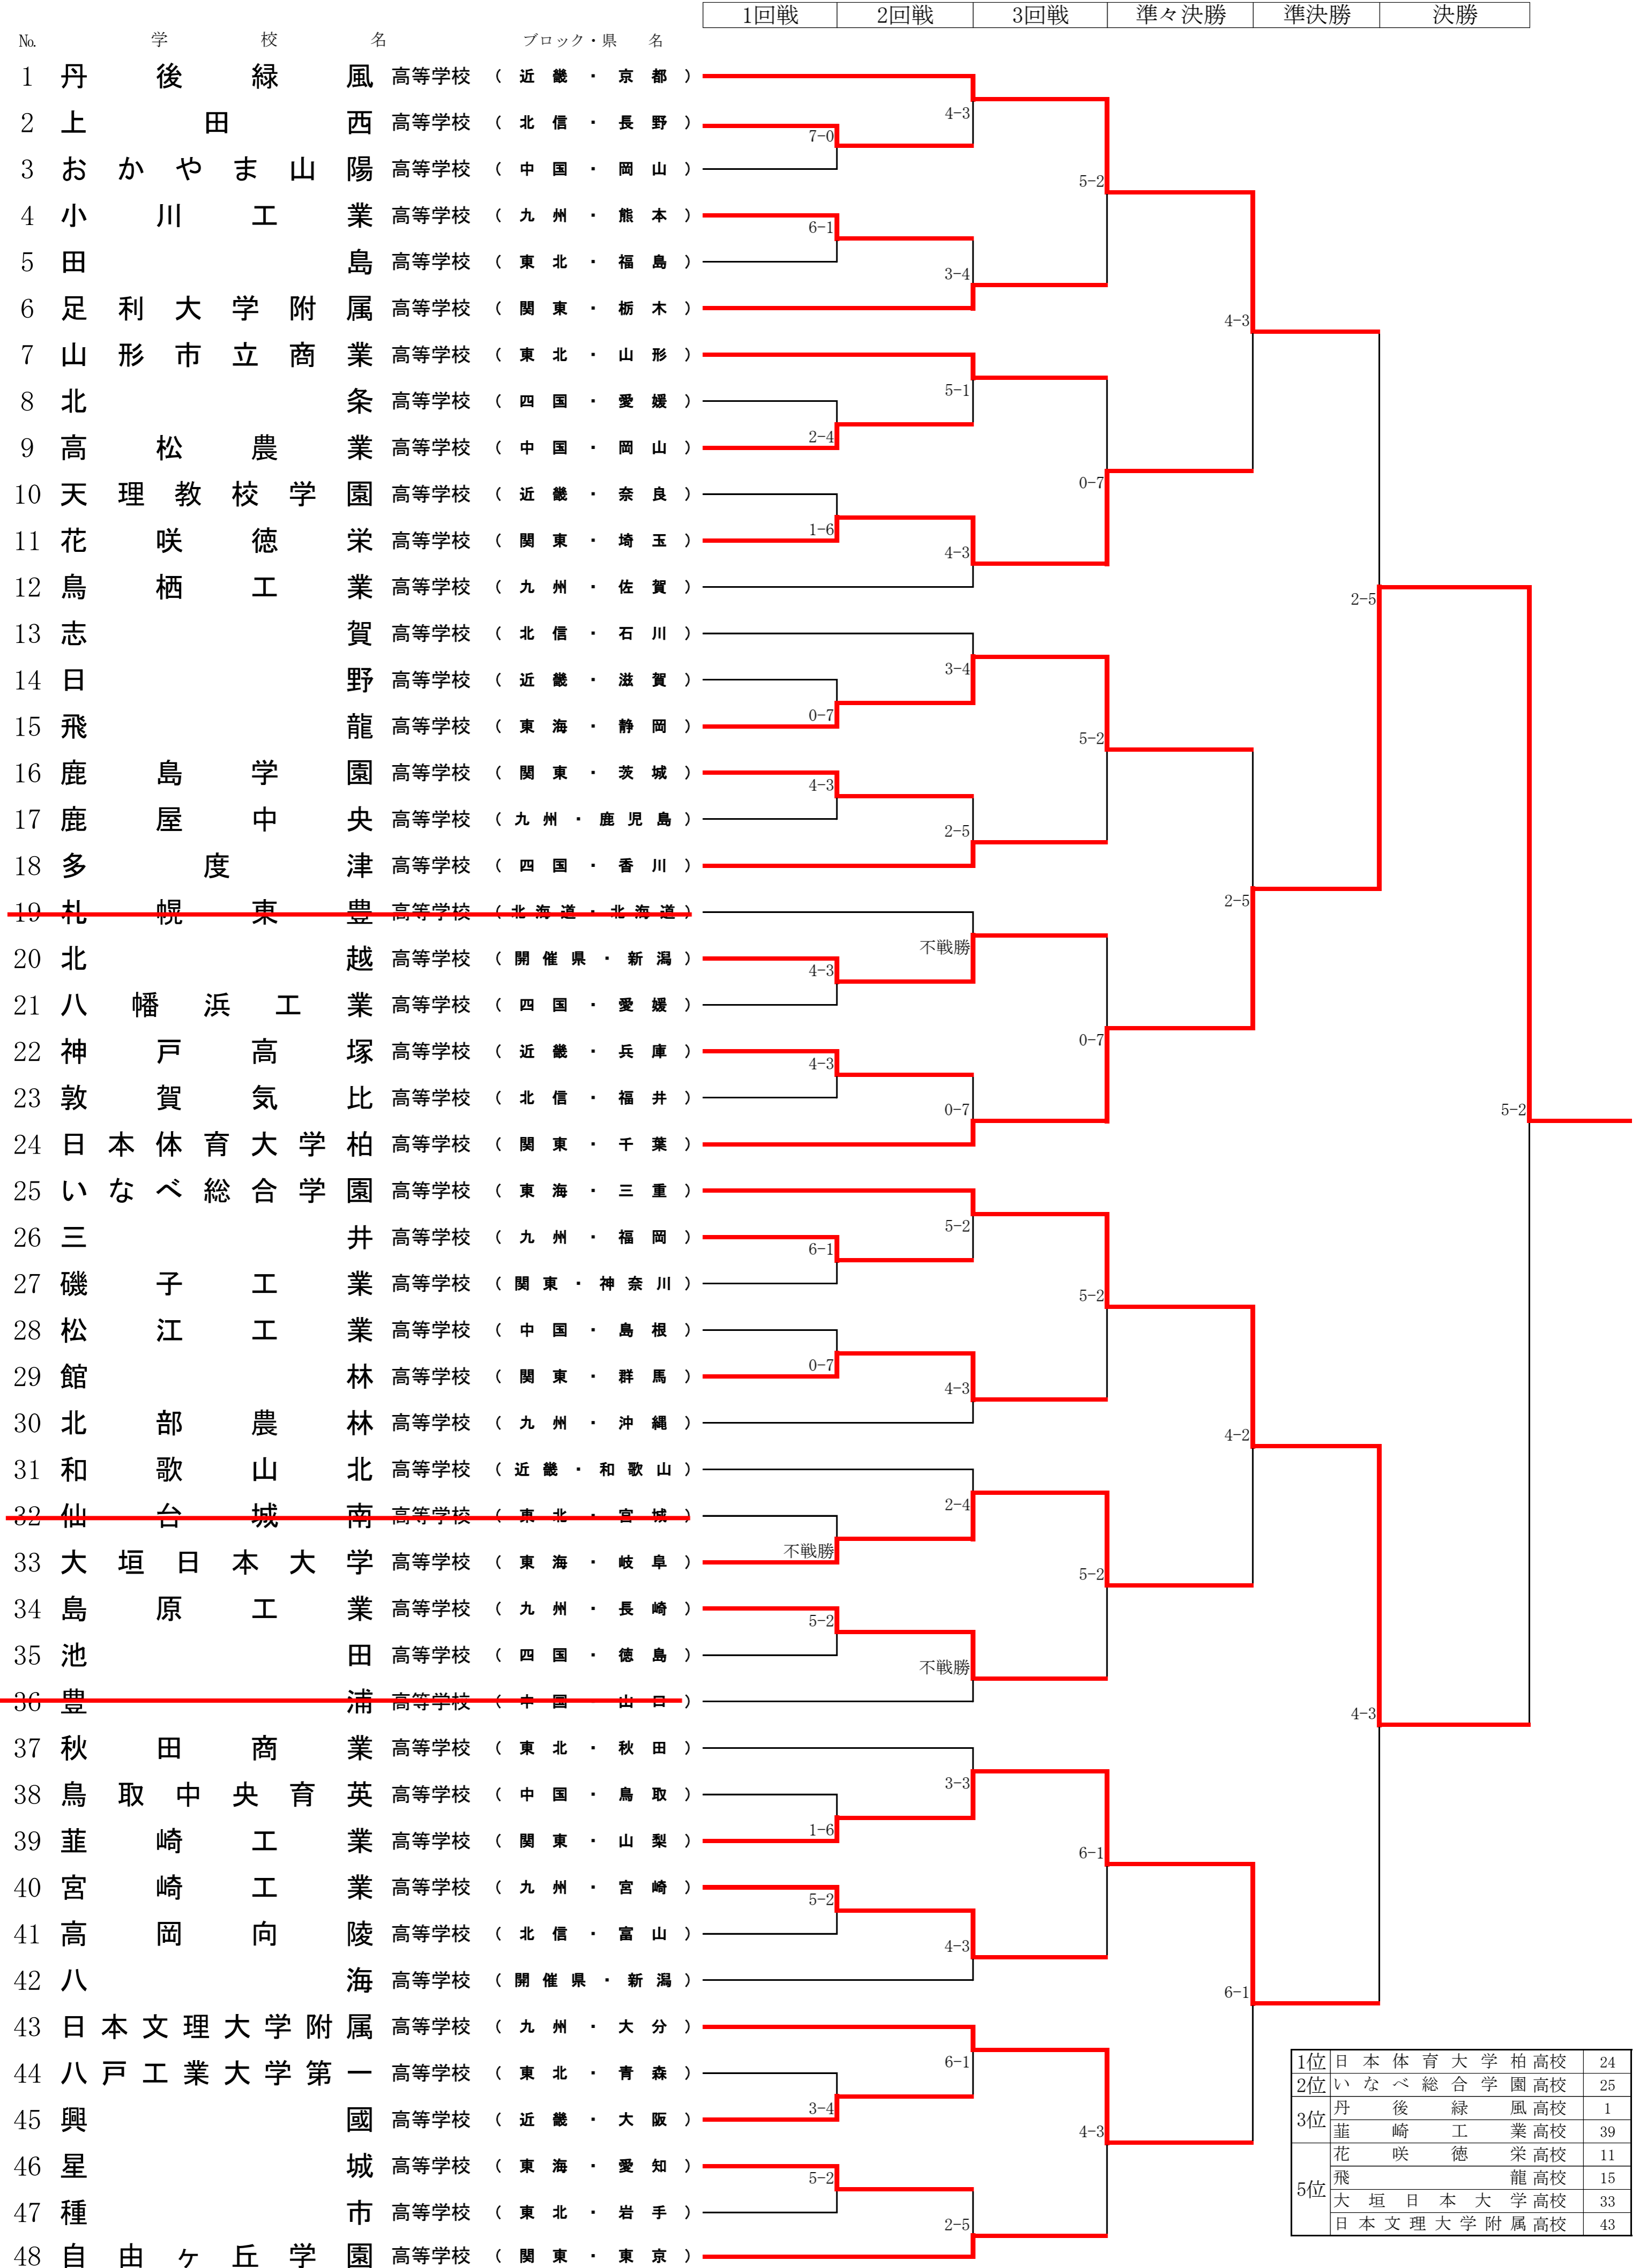 1回戦 2回戦 3回戦 準々決勝 準決勝 決勝
№ 学校名 ブロック・県名
1 丹後緑風 高等学校 （近畿・京都）
4-3
2 上田西 高等学校 （北信・長野）
7-0
3 おかやま山陽 高等学校 （中国・岡山）
5-2
4 小川工業 高等学校 （九州・熊本）
6-1
5 田島 高等学校 （東北・福島）
3-4
6 足利大学附属 高等学校 （関東・栃木）
4-3
7 山形市立商業 高等学校 （東北・山形）
5-1
8 北条 高等学校 （四国・愛媛）
2-4
9 高松農業 高等学校 （中国・岡山）
0-7
10 天理教校学園 高等学校 （近畿・奈良）
1-6
11 花咲徳栄 高等学校 （関東・埼玉）
4-3
12 鳥栖工業 高等学校 （九州・佐賀）
2-5
13 志賀 高等学校 （北信・石川）
3-4
14 日野 高等学校 （近畿・滋賀）
0-7
15 飛龍 高等学校 （東海・静岡）
5-2
16 鹿島学園 高等学校 （関東・茨城）
4-3
17 鹿屋中央 高等学校 （九州・鹿児島）
2-5
18 多度津 高等学校 （四国・香川）
2-5
19 札幌東豊 高等学校 （北海道・北海道）
不戦勝
20 北越 高等学校 （開催県・新潟）
4-3
21 八幡浜工業 高等学校 （四国・愛媛）
0-7
22 神戸高塚 高等学校 （近畿・兵庫）
4-3
23 敦賀気比 高等学校 （北信・福井）
0-7
5-2
24 日本体育大学柏 高等学校 （関東・千葉）
25 いなべ総合学園 高等学校 （東海・三重）
5-2
26 三井 高等学校 （九州・福岡）
6-1
27 磯子工業 高等学校 （関東・神奈川）
5-2
28 松江工業 高等学校 （中国・島根）
0-7
29 館林 高等学校 （関東・群馬）
4-3
30 北部農林 高等学校 （九州・沖縄）
4-2
31 和歌山北 高等学校 （近畿・和歌山）
2-4
32 仙台城南 高等学校 （東北・宮城）
不戦勝
33 大垣日本大学 高等学校 （東海・岐阜）
5-2
34 島原工業 高等学校 （九州・長崎）
5-2
35 池田 高等学校 （四国・徳島）
不戦勝
36 豊浦 高等学校 （中国・山口）
4-3
37 秋田商業 高等学校 （東北・秋田）
3-3
38 鳥取中央育英 高等学校 （中国・鳥取）
1-6
39 韮崎工業 高等学校 （関東・山梨）
6-1
40 宮崎工業 高等学校 （九州・宮崎）
5-2
41 高岡向陵 高等学校 （北信・富山）
4-3
42 八海 高等学校 （開催県・新潟）
6-1
43 日本文理大学附属 高等学校 （九州・大分）
6-1
44 八戸工業大学第一 高等学校 （東北・青森）
3-4
45 興國 高等学校 （近畿・大阪）
4-3
46 星城 高等学校 （東海・愛知）
5-2
47 種市 高等学校 （東北・岩手）
2-5
48 自由ヶ丘学園 高等学校 （関東・東京）
1位 日本体育大学柏高校 24
2位 いなべ総合学園高校 25
3位 丹後緑風高校 1
韮崎工業高校 39
5位 花咲徳栄高校 11
飛龍高校 15
大垣日本大学高校 33
日本文理大学附属高校 43